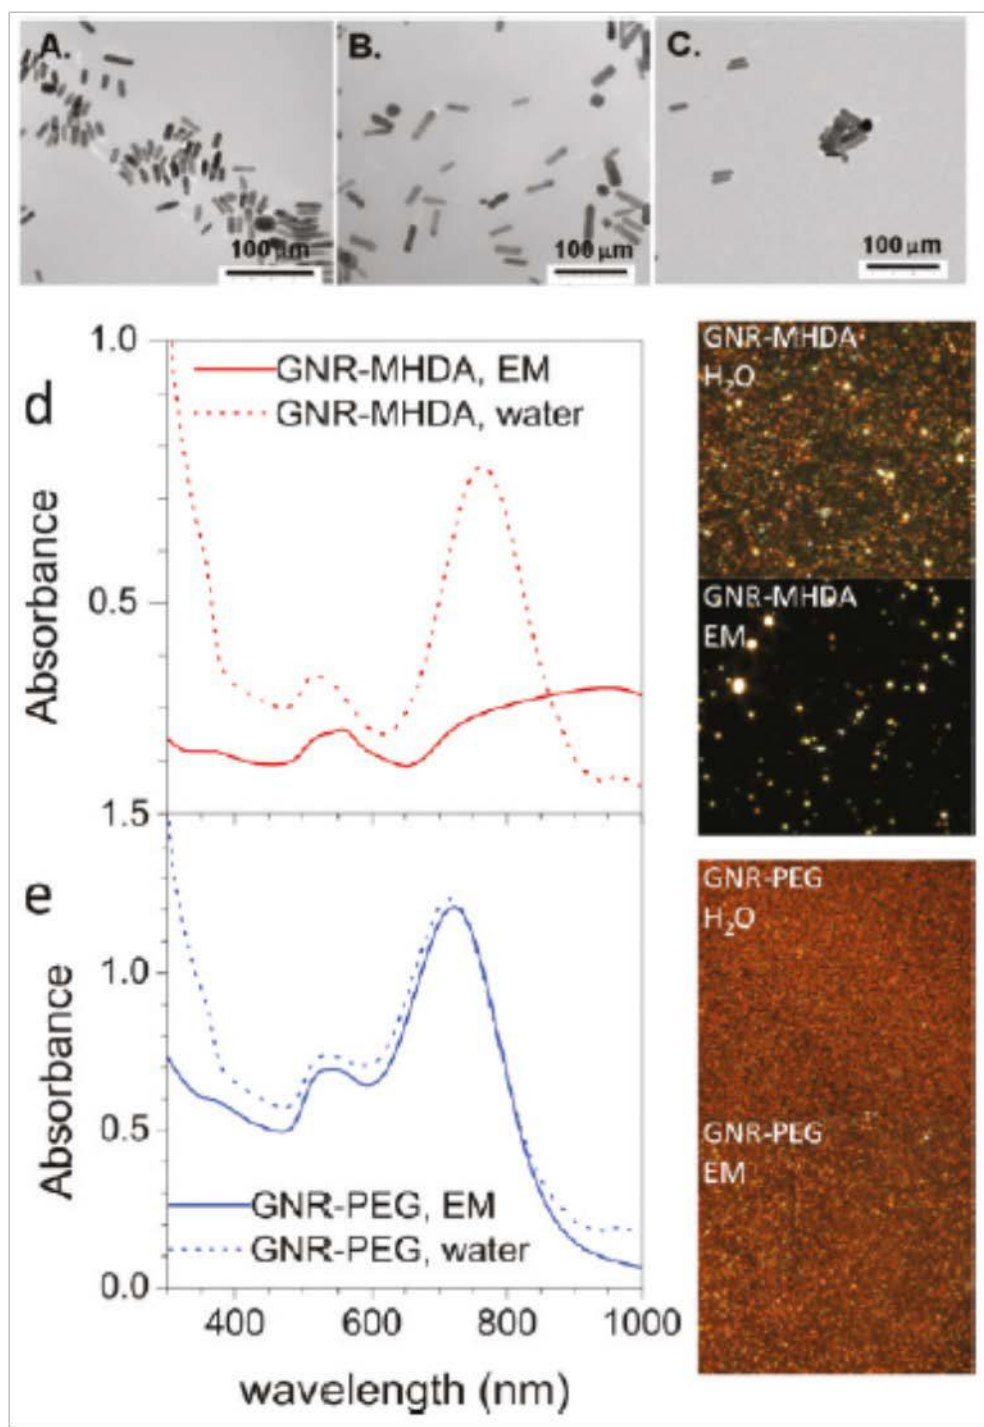 A.
B.
C.
100 µm
100 µm
100 µm
d
1.0
0.5
Absorbance
GNR-MHDA, EM
GNR-MHDA, water
GNR-MHDA
H2O
GNR-MHDA
EM
e
1.5
1.0
0.5
0.0
Absorbance
GNR-PEG, EM
GNR-PEG, water
400
600
800
1000
wavelength (nm)
GNR-PEG
H2O
GNR-PEG
EM